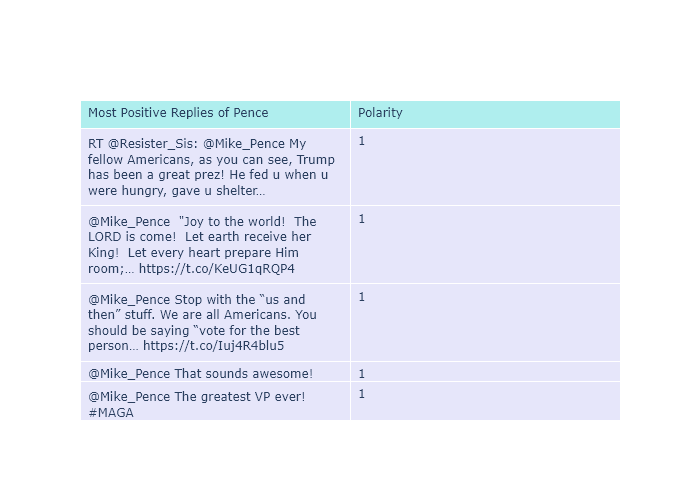 Most Positive Replies of Pence
Polarity
RT @Resister_Sis: @Mike_Pence My
fellow Americans, as you can see, Trump
has been a great prez! He fed u when u
were hungry, gave u shelter…
1
@Mike_Pence  "Joy to the world!  The
LORD is come!  Let earth receive her
King!  Let every heart prepare Him
room;… https://t.co/KeUG1qRQP4
1
@Mike_Pence Stop with the “us and
then” stuff. We are all Americans. You
should be saying “vote for the best
person… https://t.co/Iuj4R4blu5
1
@Mike_Pence That sounds awesome!
1
@Mike_Pence The greatest VP ever!
#MAGA
1